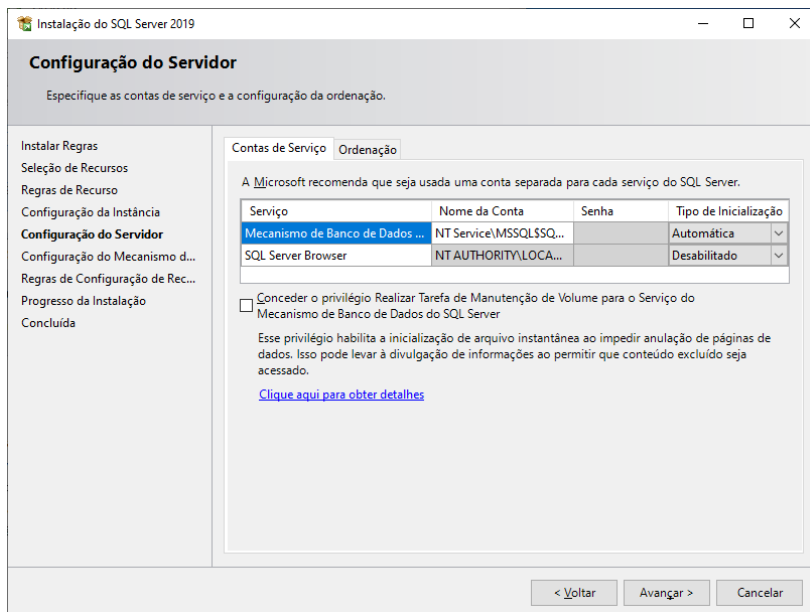 Instalação do SQL Server 2019
Configuração do Servidor
Especifique as contas de serviço e a configuração da ordenação.
Instalar Regras
Seleção de Recursos
Regras de Recurso
Configuração da Instância
Configuração do Servidor
Configuração do Mecanismo d...
Regras de Configuração de Rec...
Progresso da Instalação
Concluída
Contas de Serviço Ordenação
A Microsoft recomenda que seja usada uma conta separada para cada serviço do SQL Server.
Serviço Nome da Conta Senha Tipo de Inicialização
Mecanismo de Banco de Dados ... NT Service\MSSQL$SQ... Automática
SQL Server Browser NT AUTHORITY\LOCA... Desabilitado
Conceder o privilégio Realizar Tarefa de Manutenção de Volume para o Serviço do
Mecanismo de Banco de Dados do SQL Server
Esse privilégio habilita a inicialização de arquivo instantânea ao impedir anulação de páginas de
dados. Isso pode levar à divulgação de informações ao permitir que conteúdo excluído seja
acessado.
Clique aqui para obter detalhes
< Voltar Avançar > Cancelar